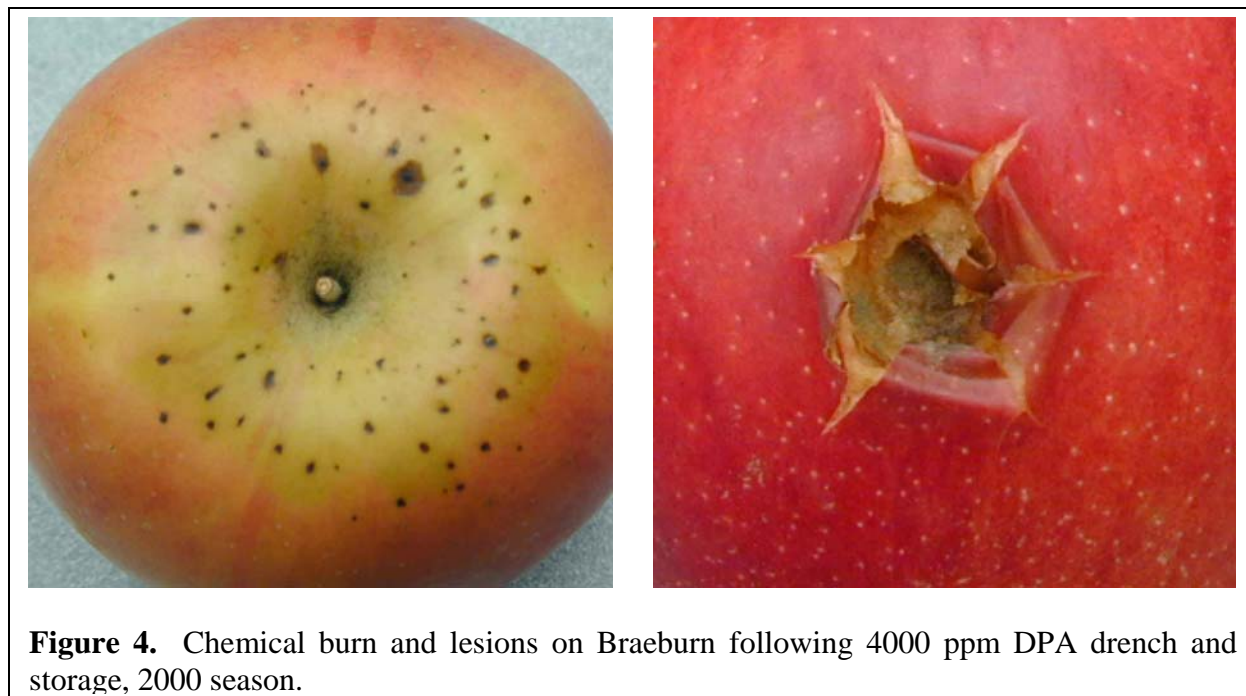 Figure 4. Chemical burn and lesions on Braeburn following 4000 ppm DPA drench and
storage, 2000 season.